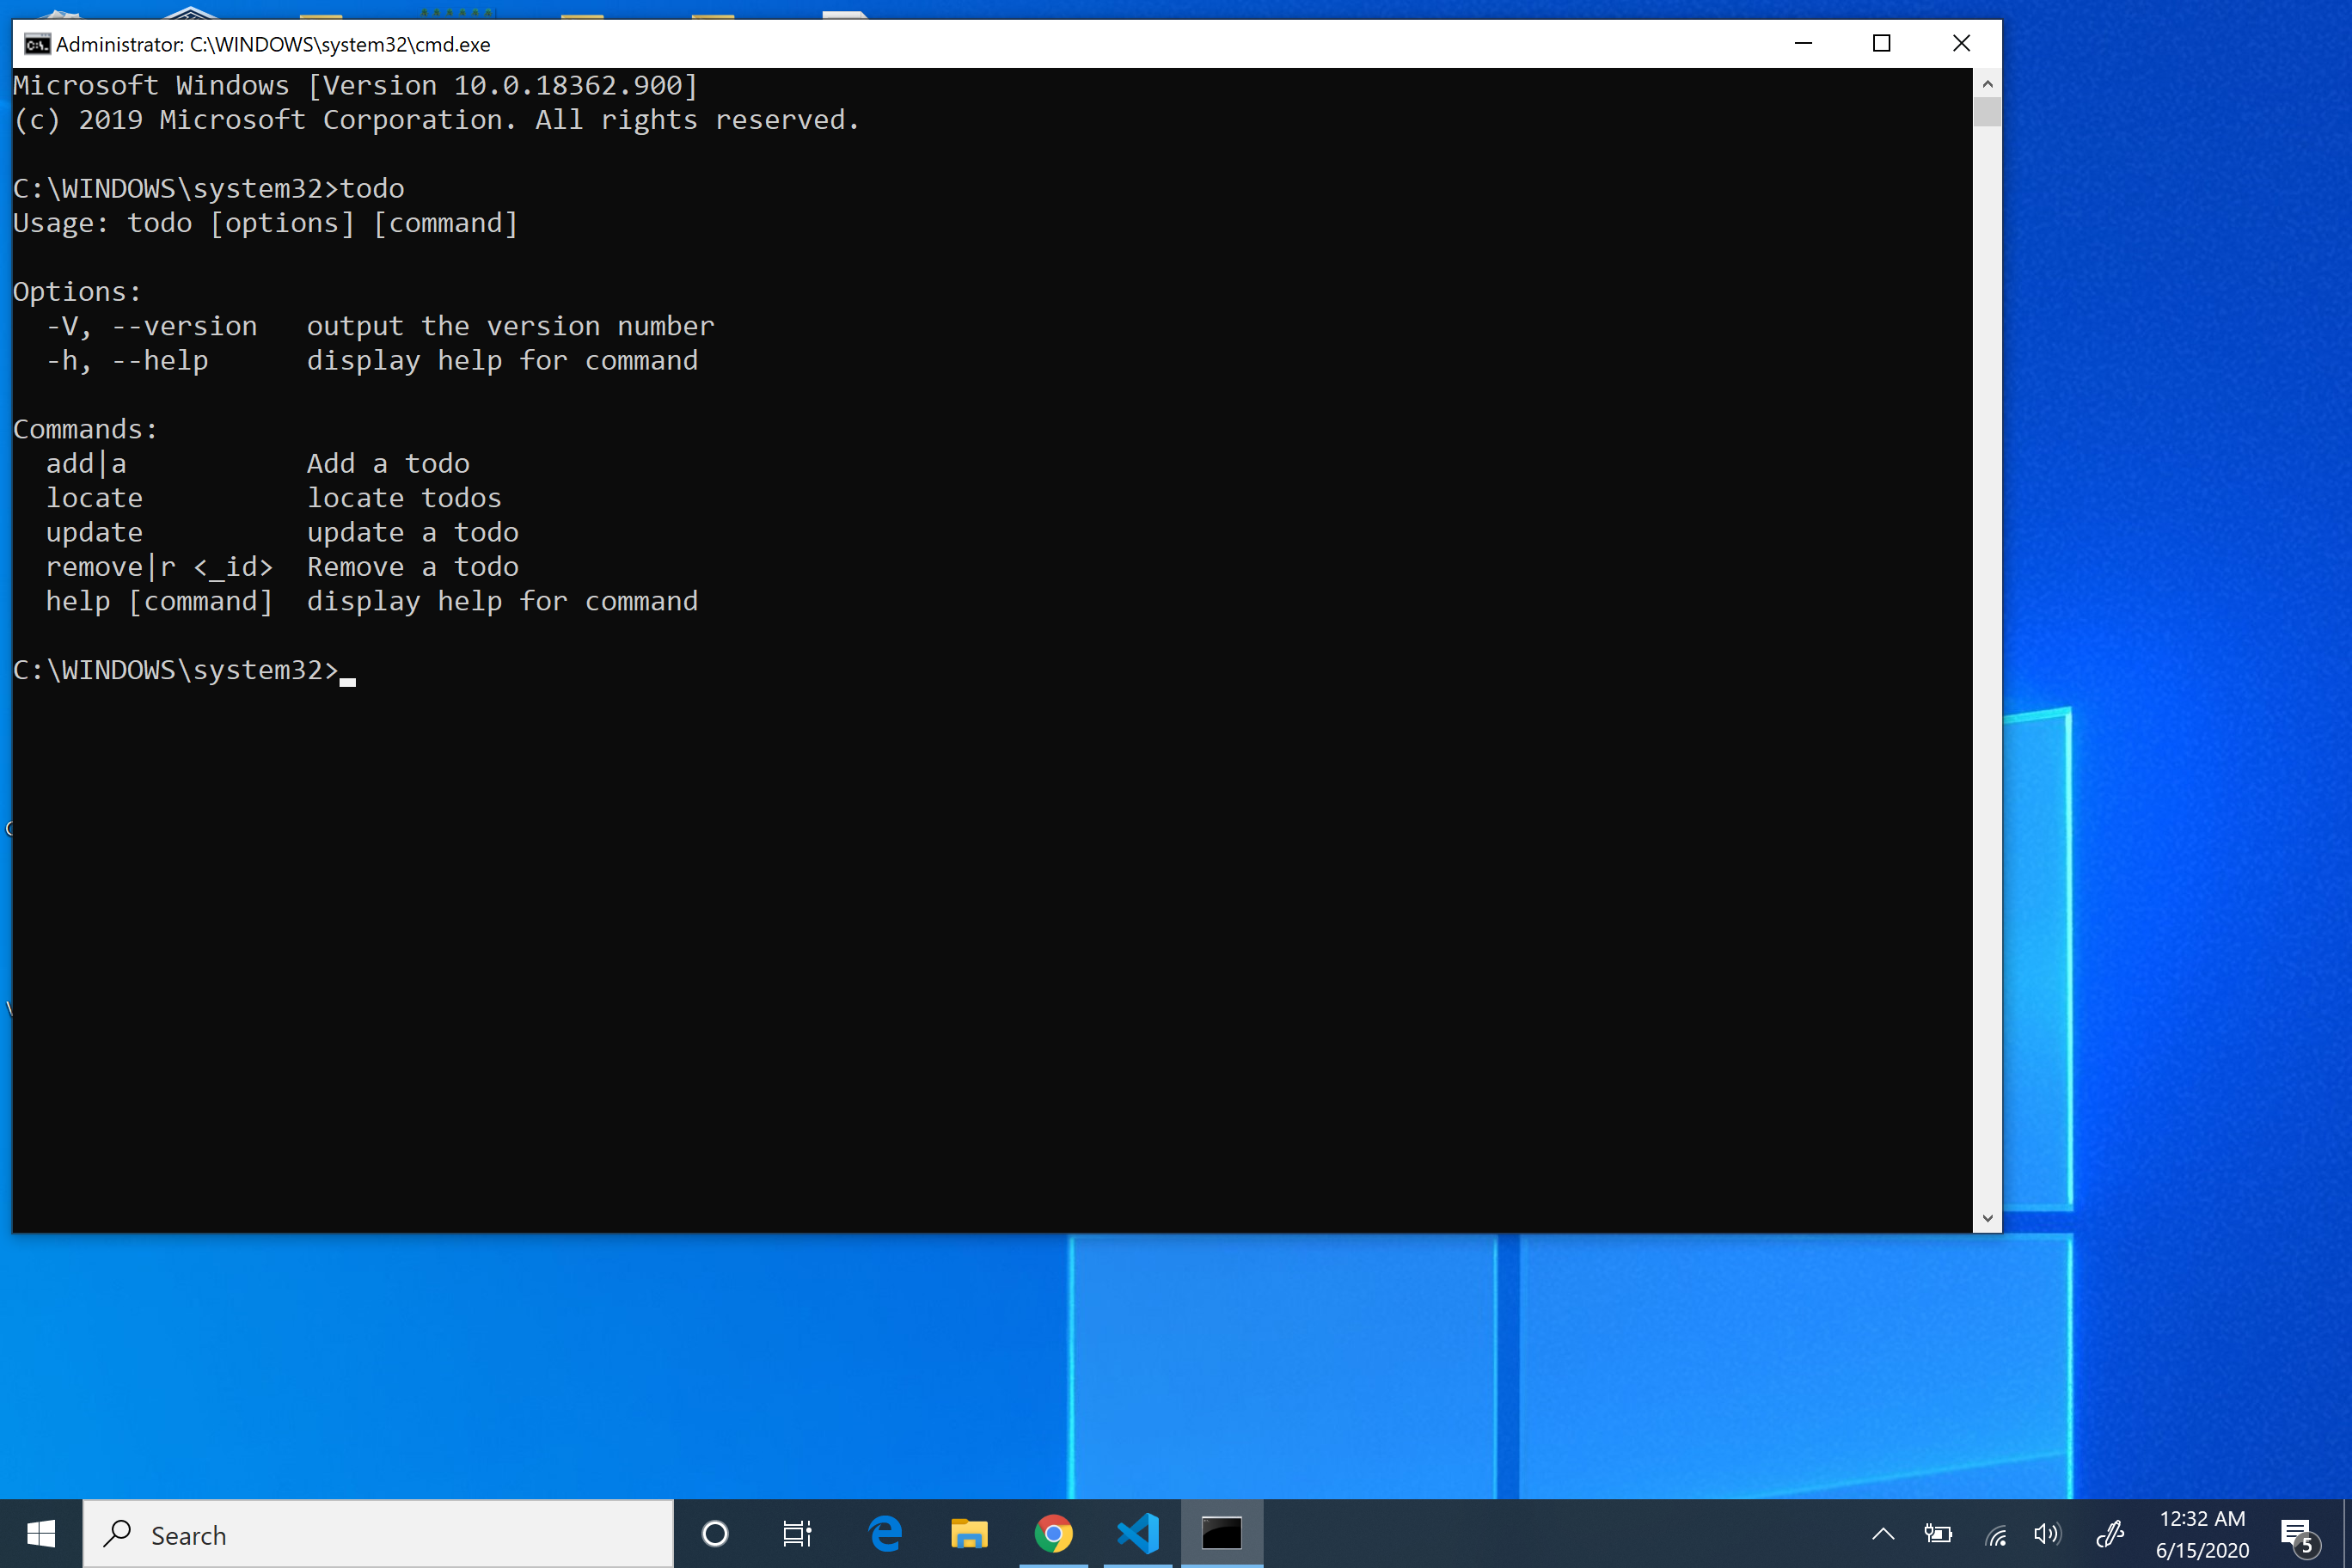 Administrator: C:\WINDOWS\system32\cmd.exe
Microsoft Windows [Version 10.0.18362.900]
(c) 2019 Microsoft Corporation. All rights reserved.
C:\WINDOWS\system32>todo
Usage: todo [options] [command]
Options:
-V, --version   output the version number
-h, --help      display help for command
Commands:
add|a           Add a todo
locate          locate todos
update          update a todo
remove|r <_id>  Remove a todo
help [command]  display help for command
C:\WINDOWS\system32>
Search
12:32 AM
6/15/2020
5